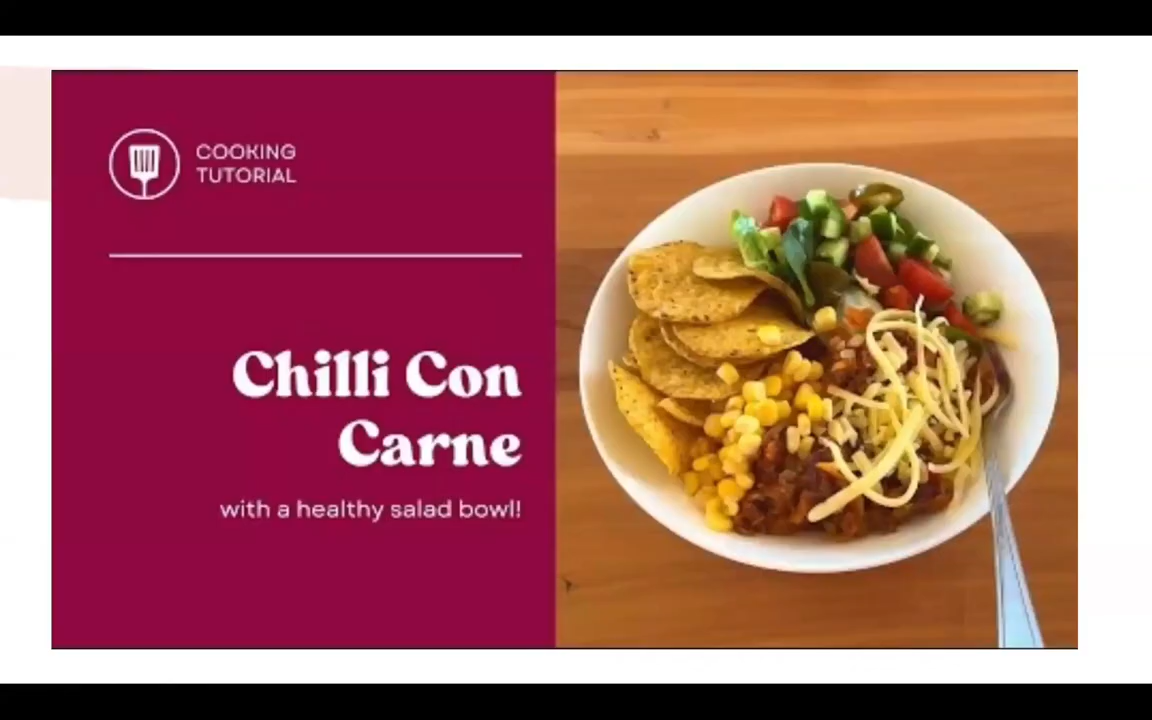 COOKING
TUTORIAL
Chilli Con
Carne
with a healthy salad bowl!